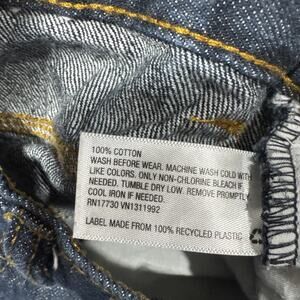 100% COTTON
WASH BEFORE WEAR. MACHINE WASH COLD WITH
LIKE COLORS. ONLY NON-CHLORINE BLEACH IF
NEEDED. TUMBLE DRY LOW. REMOVE PROMPTLY
COOL IRON IF NEEDED.
RN17730 VN1311992
LABEL MADE FROM 100% RECYCLED PLASTIC